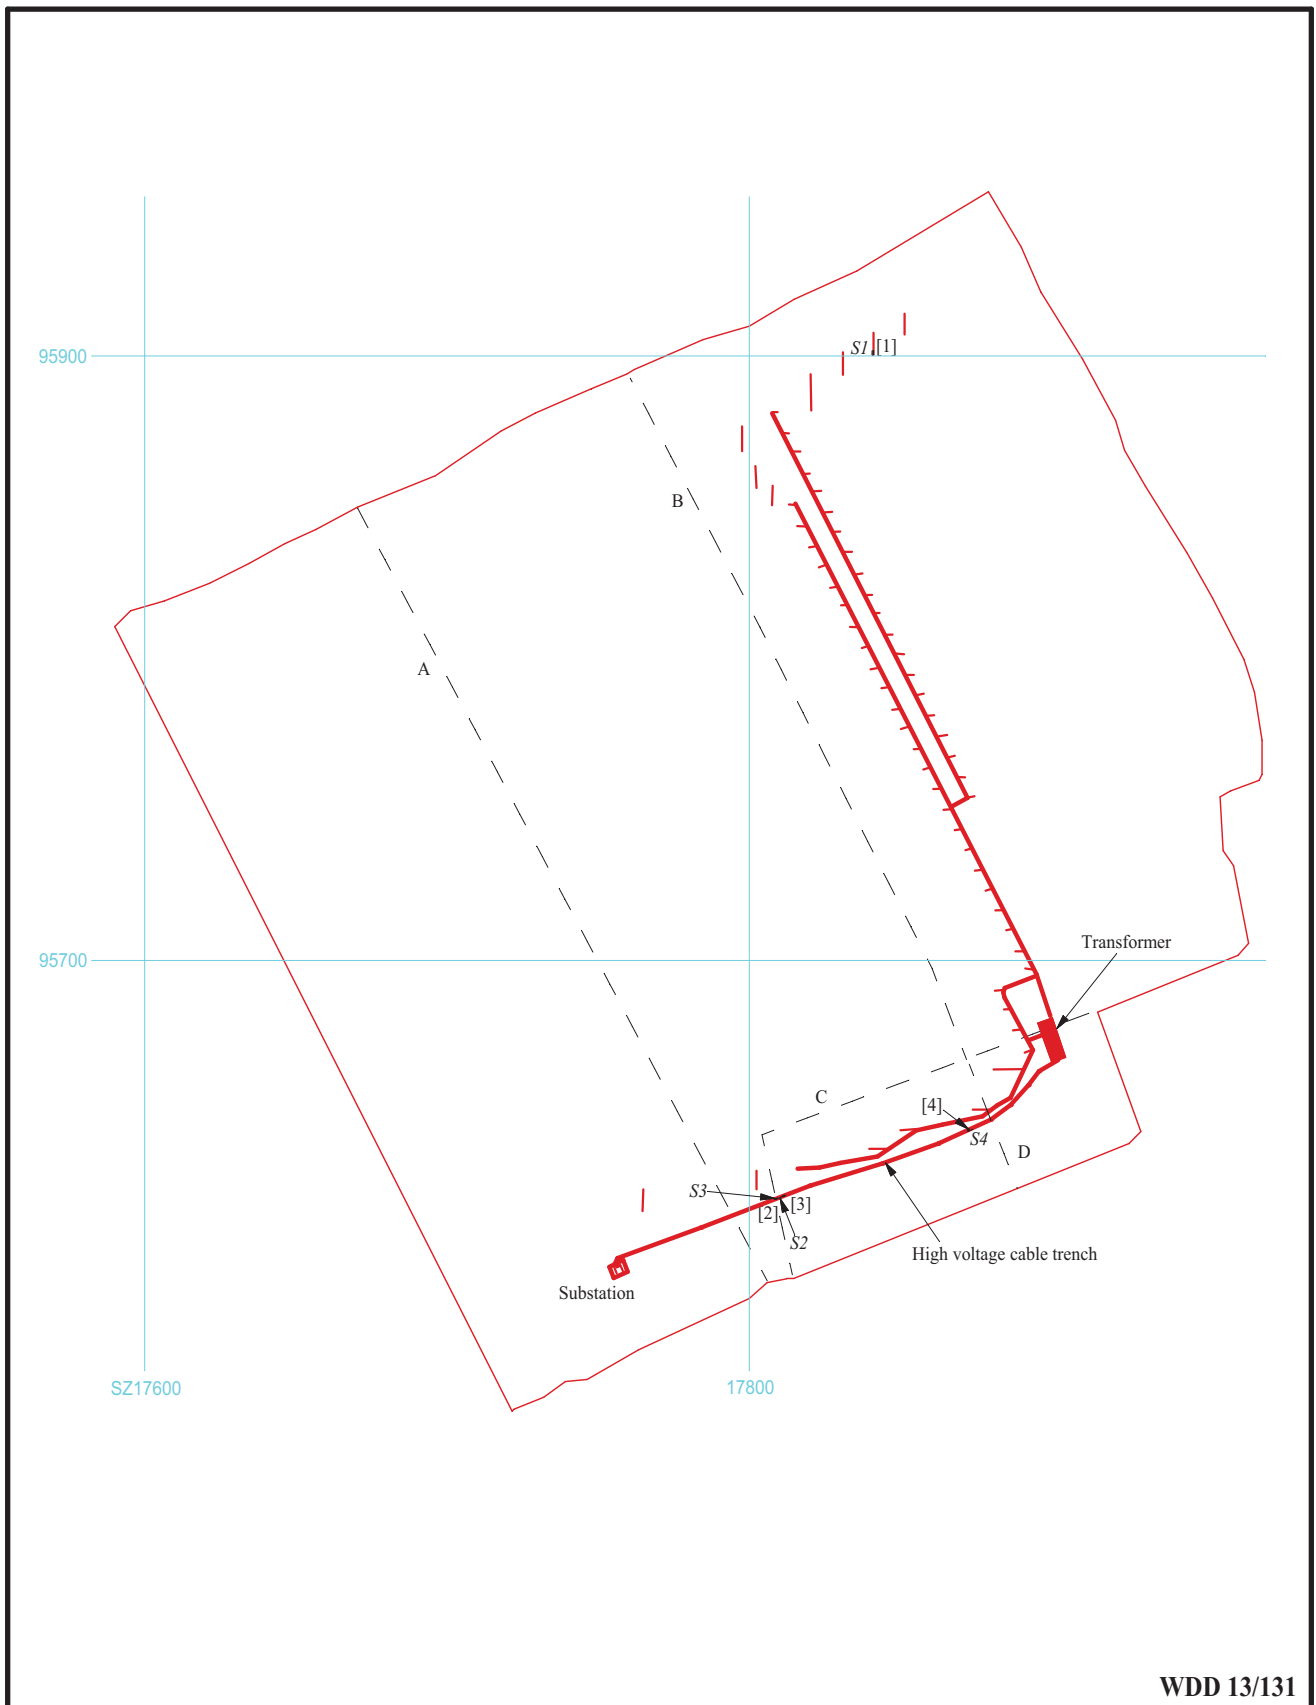 S1 [1]
95900
B
A
95700
Transformer
C
[4]
S4
D
S3
[3]
[2]
S2
High voltage cable trench
Substation
SZ17600
17800
WDD 13/131